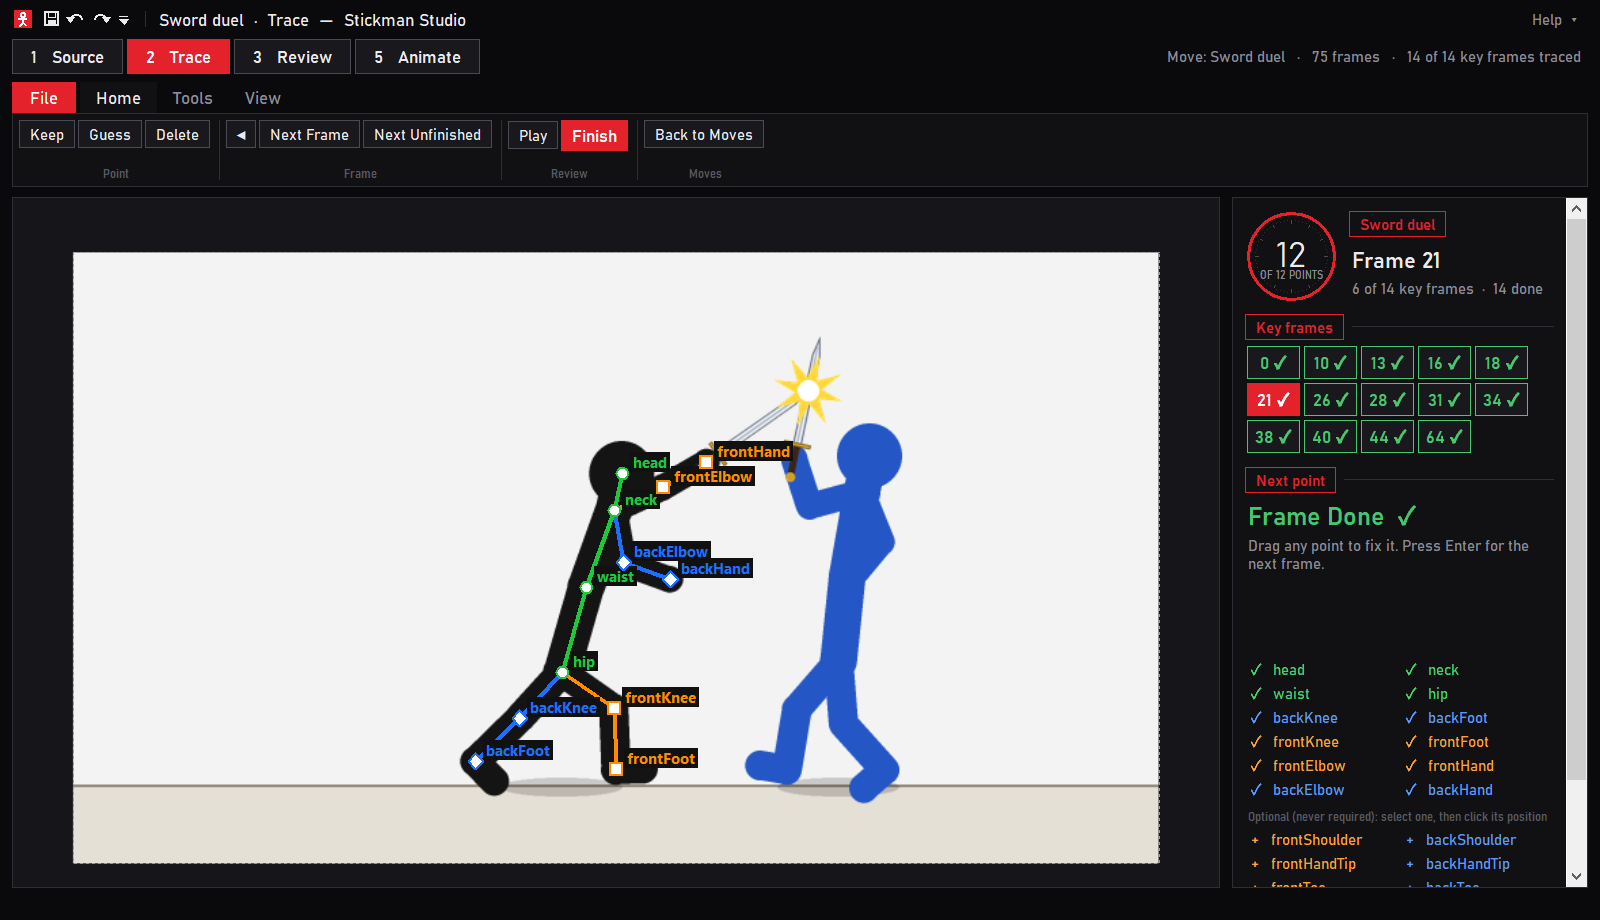 Sword duel · Trace — Stickman Studio
Help
1 Source
2 Trace
3 Review
5 Animate
Move: Sword duel · 75 frames · 14 of 14 key frames traced
File
Home
Tools
View
Keep
Guess
Delete
Next Frame
Next Unfinished
Play
Finish
Back to Moves
Point
Frame
Review
Moves
head
frontHand
frontElbow
neck
backElbow
backHand
waist
hip
frontKnee
backKnee
backFoot
frontFoot
12
OF 12 POINTS
Sword duel
Frame 21
6 of 14 key frames · 14 done
Key frames
0 ✓ 10 ✓ 13 ✓ 16 ✓ 18 ✓
21 ✓ 26 ✓ 28 ✓ 31 ✓ 34 ✓
38 ✓ 40 ✓ 44 ✓ 64 ✓
Next point
Frame Done ✓
Drag any point to fix it. Press Enter for the
next frame.
✓ head ✓ neck
✓ waist ✓ hip
✓ backKnee ✓ backFoot
✓ frontKnee ✓ frontFoot
✓ frontElbow ✓ frontHand
✓ backElbow ✓ backHand
Optional (never required): select one, then click its position
+ frontShoulder + backShoulder
+ frontHandTip + backHandTip
+ frontToe + backToe